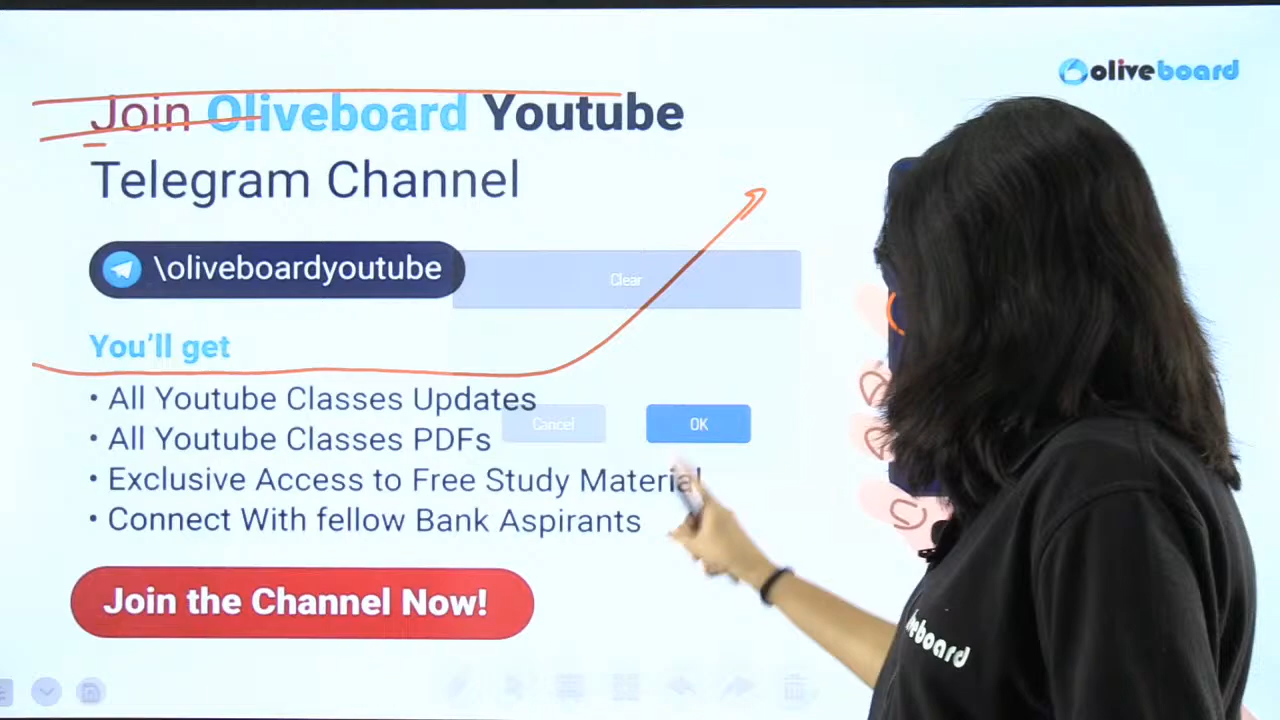 oliveboard
Join Oliveboard Youtube
Telegram Channel
\oliveboardyoutube
Clear
You'll get
• All Youtube Classes Updates
• All Youtube Classes PDFs
• Exclusive Access to Free Study Material
• Connect With fellow Bank Aspirants
Cancel
OK
Join the Channel Now!